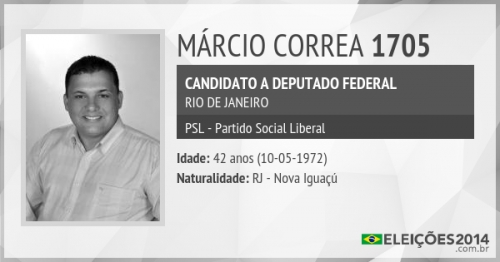 MÁRCIO CORREA 1705
CANDIDATO A DEPUTADO FEDERAL
RIO DE JANEIRO
PSL - Partido Social Liberal
Idade: 42 anos (10-05-1972)
Naturalidade: RJ - Nova Iguaçú
ELEIÇÕES2014
.com.br